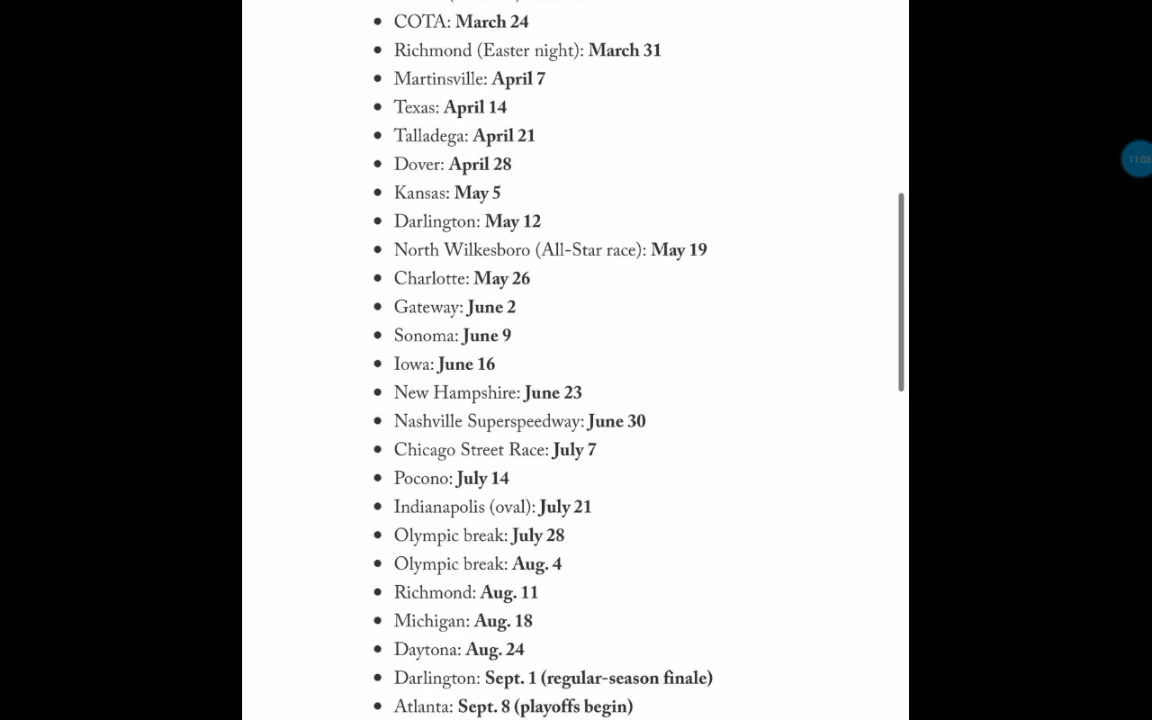 • COTA: March 24
• Richmond (Easter night): March 31
• Martinsville: April 7
• Texas: April 14
• Talladega: April 21
• Dover: April 28
• Kansas: May 5
• Darlington: May 12
• North Wilkesboro (All-Star race): May 19
• Charlotte: May 26
• Gateway: June 2
• Sonoma: June 9
• Iowa: June 16
• New Hampshire: June 23
• Nashville Superspeedway: June 30
• Chicago Street Race: July 7
• Pocono: July 14
• Indianapolis (oval): July 21
• Olympic break: July 28
• Olympic break: Aug. 4
• Richmond: Aug. 11
• Michigan: Aug. 18
• Daytona: Aug. 24
• Darlington: Sept. 1 (regular-season finale)
• Atlanta: Sept. 8 (playoffs begin)
11:03